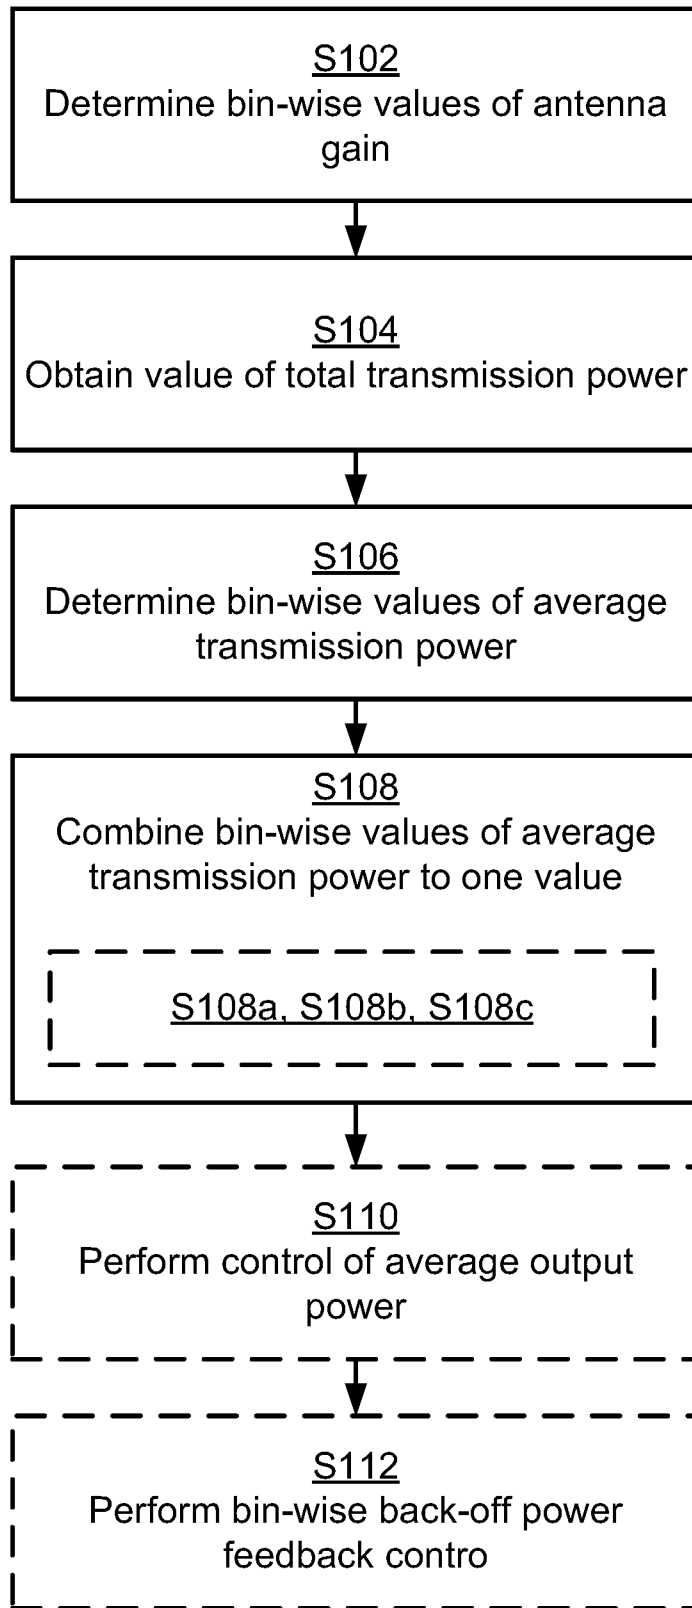 S102
Determine bin-wise values of antenna
gain
S104
Obtain value of total transmission power
S106
Determine bin-wise values of average
transmission power
S108
Combine bin-wise values of average
transmission power to one value
S108a, S108b, S108c
S110
Perform control of average output
power
S112
Perform bin-wise back-off power
feedback contro